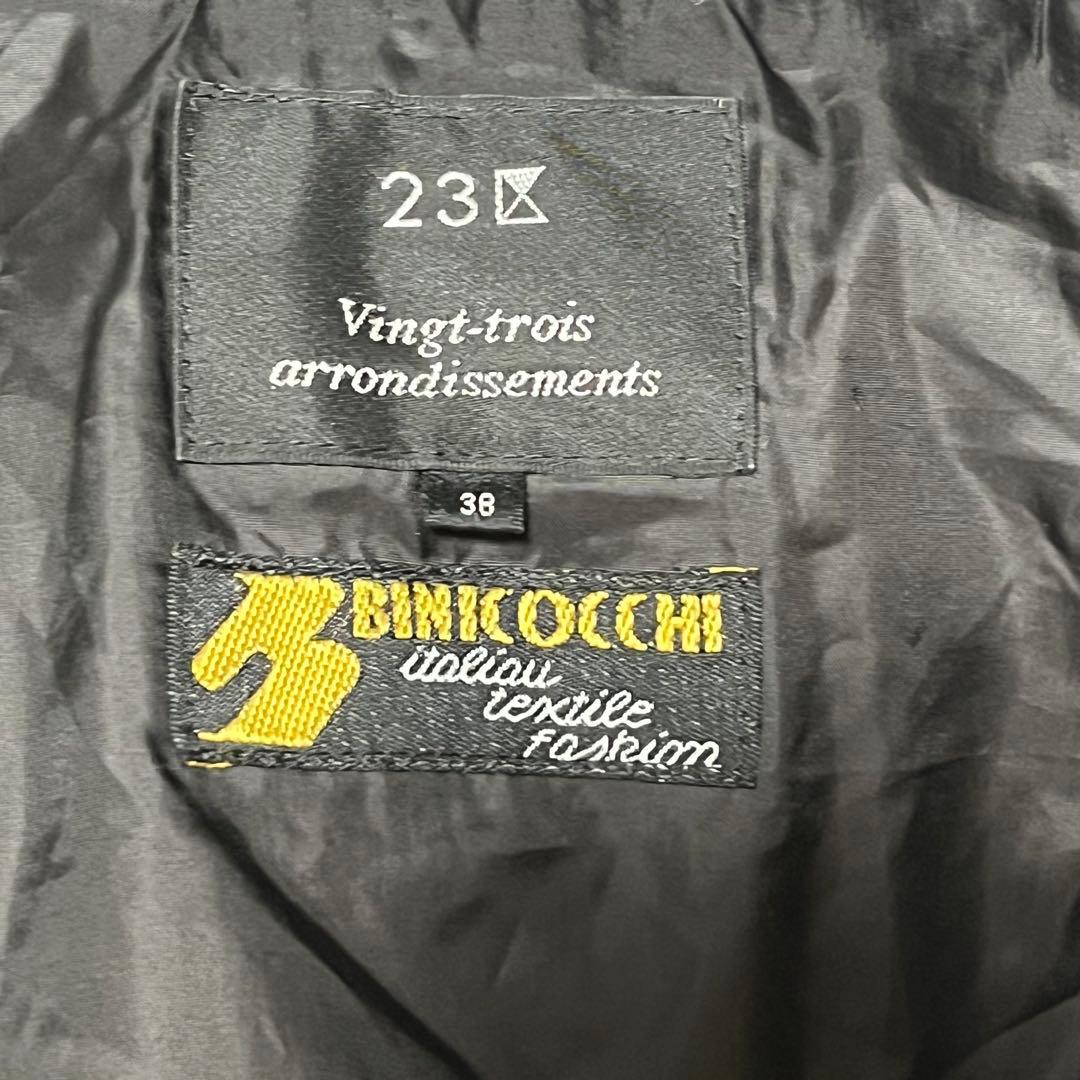 23区
Vingt-trois
arrondissements
38
BINICOCCHI
italian
textile
fashion